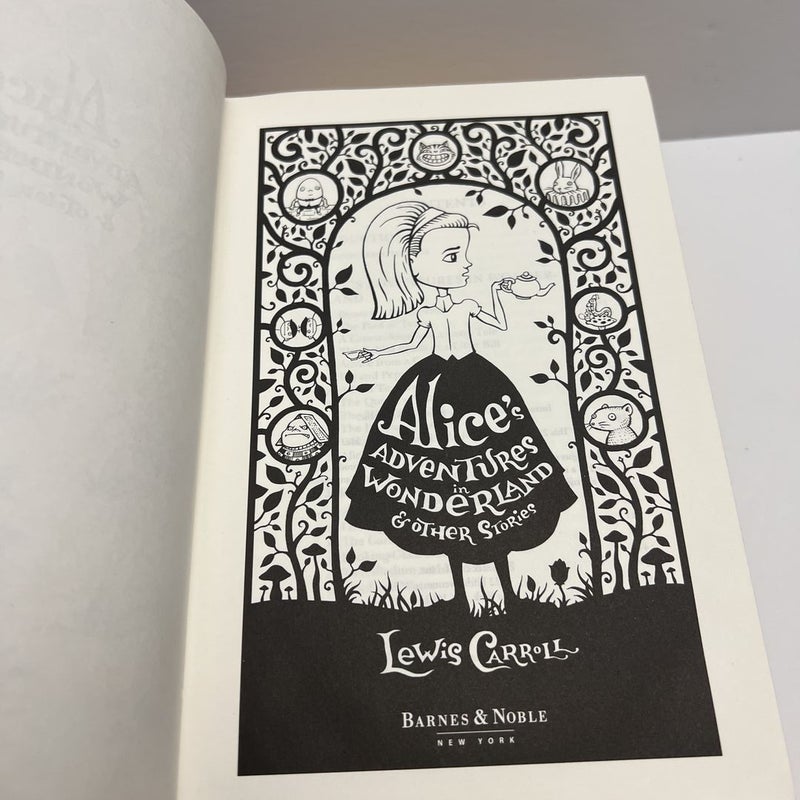 Alice's
ADVENTURES
in
WONDERLAND
& OTHER STORIES
LEWIS CARROLL
BARNES & NOBLE
NEW YORK